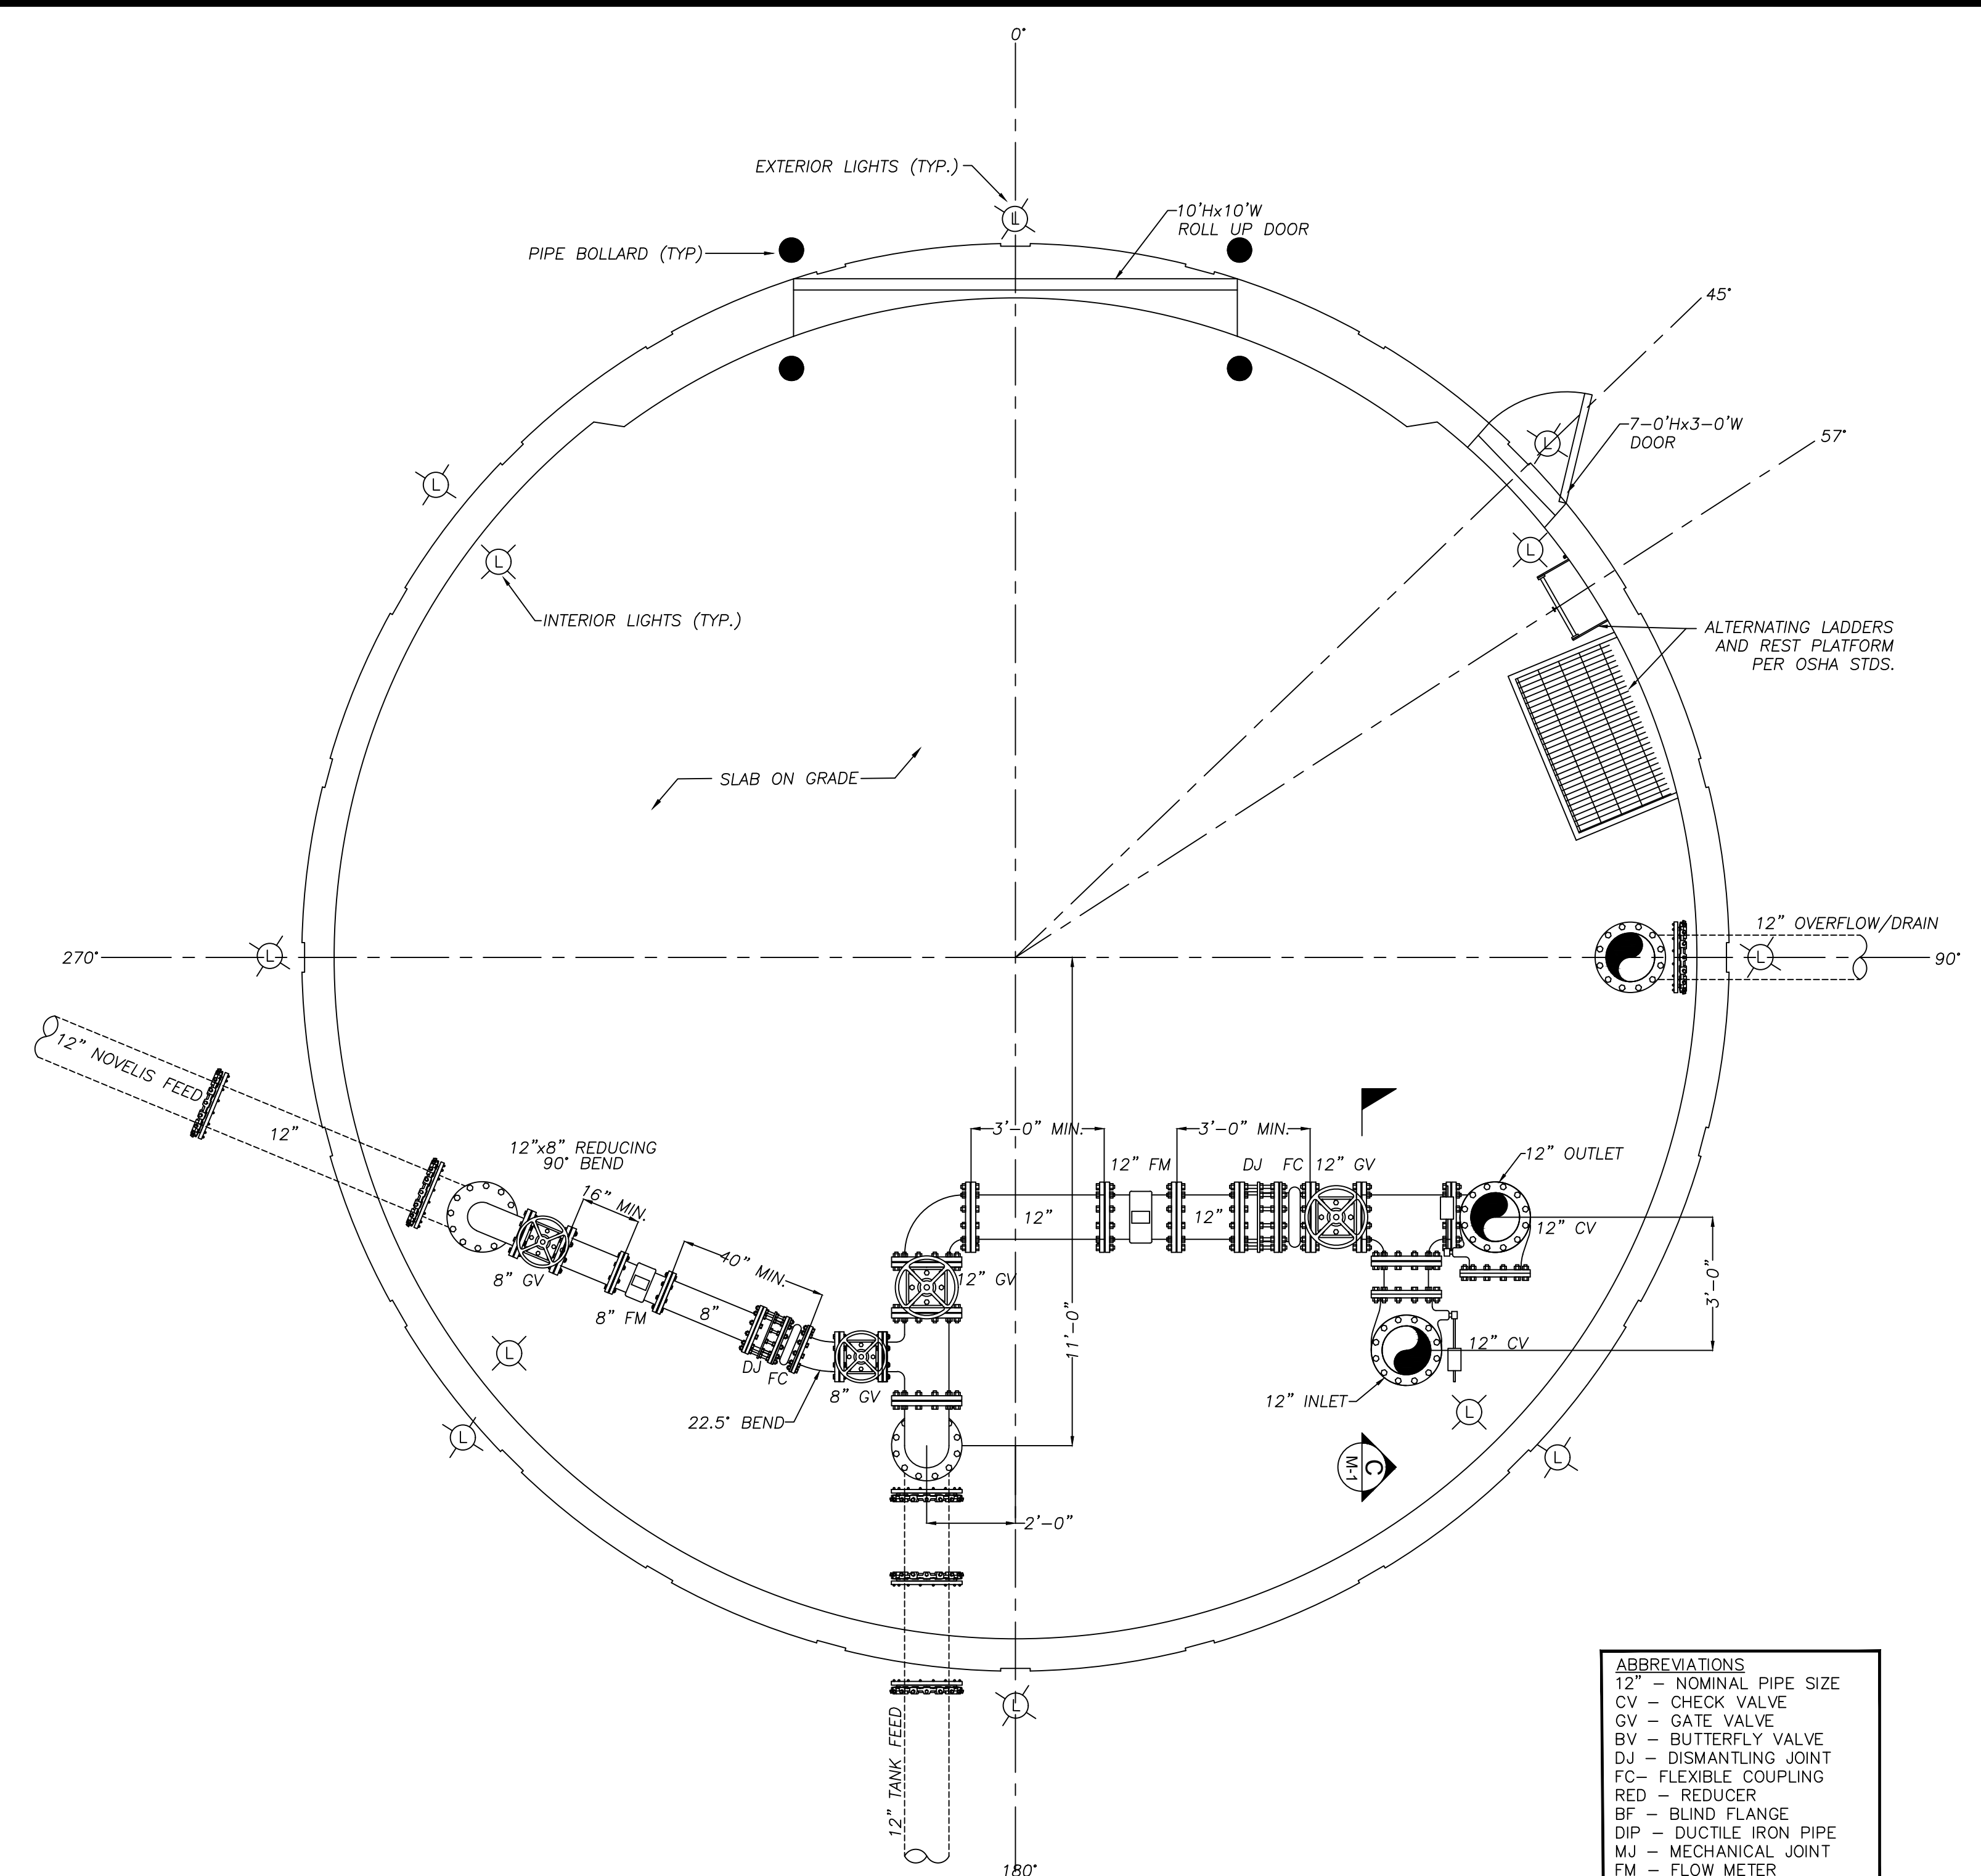 0°
EXTERIOR LIGHTS (TYP.)
L
10'Hx10'W
ROLL UP DOOR
PIPE BOLLARD (TYP)
45°
7-0'Hx3-0'W
DOOR
57°
L
L
L
L
INTERIOR LIGHTS (TYP.)
ALTERNATING LADDERS
AND REST PLATFORM
PER OSHA STDS.
SLAB ON GRADE
12" OVERFLOW/DRAIN
270°
L
L
90°
12" NOVELIS FEED
12"
12"x8" REDUCING
90° BEND
16" MIN.
40" MIN.
8" GV
8" FM
8"
DJ
FC
8" GV
22.5° BEND
3'-0" MIN.
3'-0" MIN.
12" FM
DJ
FC
12" GV
12" OUTLET
12"
12"
12" CV
12" GV
11'-0"
3'-0"
12" CV
12" INLET
L
L
L
L
C
M-1
2'-0"
L
12" TANK FEED
180°
ABBREVIATIONS
12" – NOMINAL PIPE SIZE
CV – CHECK VALVE
GV – GATE VALVE
BV – BUTTERFLY VALVE
DJ – DISMANTLING JOINT
FC– FLEXIBLE COUPLING
RED – REDUCER
BF – BLIND FLANGE
DIP – DUCTILE IRON PIPE
MJ – MECHANICAL JOINT
FM – FLOW METER